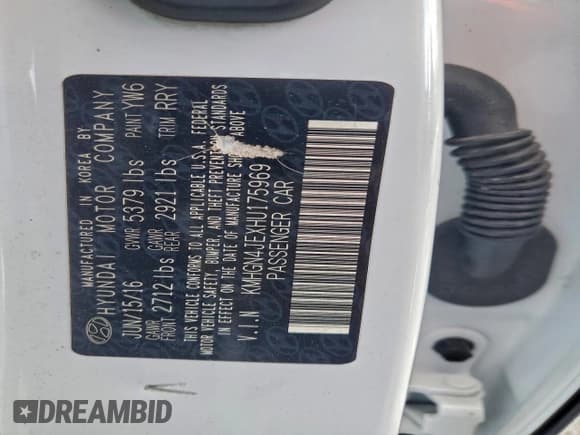 MANUFACTURED IN KOREA BY
HYUNDAI MOTOR COMPANY
JUN/15/16 GVWR 5379 lbs PAINT YW6
GAWR FRONT 2712 lbs GAWR REAR 2921 lbs TRIM RRY
THIS VEHICLE CONFORMS TO ALL APPLICABLE U.S.A. FEDERAL
MOTOR VEHICLE SAFETY, BUMPER, AND THEFT PREVENTION STANDARDS
IN EFFECT ON THE DATE OF MANUFACTURE SHOWN ABOVE
V.I.N KMHGN4JEXHU175969
PASSENGER CAR
DREAMBID